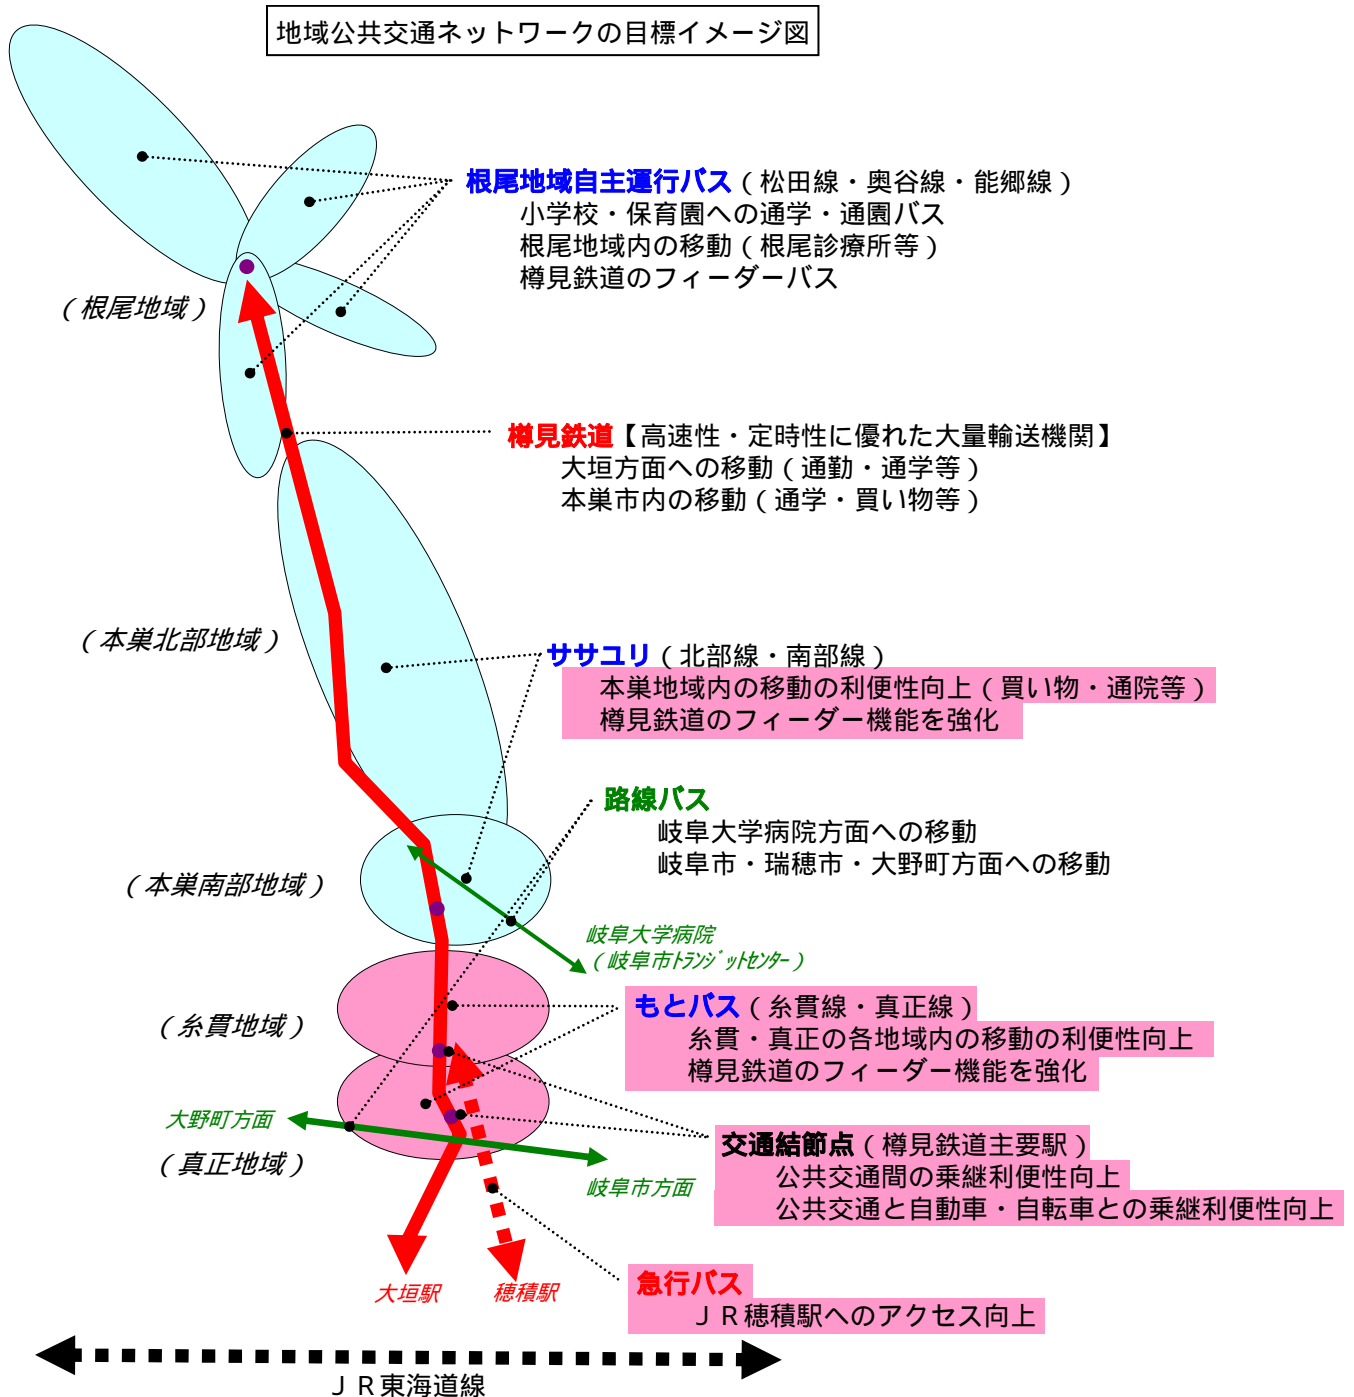 地域公共交通ネットワークの目標イメージ図
根尾地域自主運行バス（松田線・奥谷線・能郷線）
小学校・保育園への通学・通園バス
根尾地域内の移動（根尾診療所等）
樽見鉄道のフィーダーバス
（根尾地域）
樽見鉄道【高速性・定時性に優れた大量輸送機関】
大垣方面への移動（通勤・通学等）
本巣市内の移動（通学・買い物等）
（本巣北部地域）
ササユリ（北部線・南部線）
本巣地域内の移動の利便性向上（買い物・通院等）
樽見鉄道のフィーダー機能を強化
路線バス
岐阜大学病院方面への移動
岐阜市・瑞穂市・大野町方面への移動
（本巣南部地域）
岐阜大学病院
（岐阜市ﾄﾗﾝｼﾞｯﾄｾﾝﾀｰ）
もとバス（糸貫線・真正線）
糸貫・真正の各地域内の移動の利便性向上
樽見鉄道のフィーダー機能を強化
（糸貫地域）
大野町方面
（真正地域）
岐阜市方面
交通結節点（樽見鉄道主要駅）
公共交通間の乗継利便性向上
公共交通と自動車・自転車との乗継利便性向上
大垣駅
穂積駅
急行バス
ＪＲ穂積駅へのアクセス向上
ＪＲ東海道線